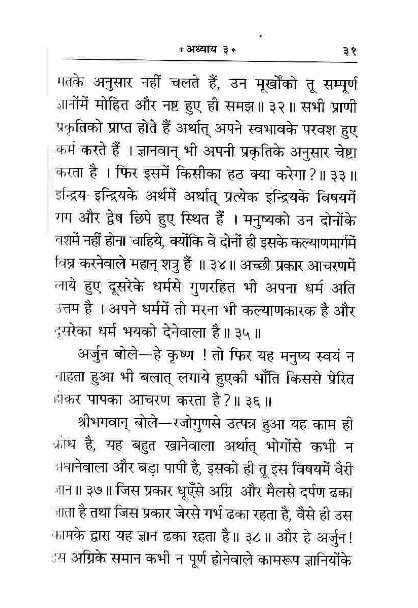 * अध्याय ३ * ३१
मतके अनुसार नहीं चलते हैं, उन मूर्खोंको तू सम्पूर्ण
ज्ञानोंमें मोहित और नष्ट हुए ही समझ॥ ३२॥ सभी प्राणी
प्रकृतिको प्राप्त होते हैं अर्थात् अपने स्वभावके परवश हुए
कर्म करते हैं । ज्ञानवान् भी अपनी प्रकृतिके अनुसार चेष्टा
करता है । फिर इसमें किसीका हठ क्या करेगा?॥ ३३॥
इन्द्रिय-इन्द्रियके अर्थमें अर्थात् प्रत्येक इन्द्रियके विषयमें
राग और द्वेष छिपे हुए स्थित हैं । मनुष्यको उन दोनोंके
वशमें नहीं होना चाहिये, क्योंकि वे दोनों ही इसके कल्याणमार्गमें
विघ्न करनेवाले महान् शत्रु हैं ॥ ३४॥ अच्छी प्रकार आचरणमें
लाये हुए दूसरेके धर्मसे गुणरहित भी अपना धर्म अति
उत्तम है । अपने धर्ममें तो मरना भी कल्याणकारक है और
दूसरेका धर्म भयको देनेवाला है॥ ३५॥
अर्जुन बोले—हे कृष्ण ! तो फिर यह मनुष्य स्वयं न
चाहता हुआ भी बलात् लगाये हुएकी भाँति किससे प्रेरित
होकर पापका आचरण करता है?॥ ३६॥
श्रीभगवान् बोले—रजोगुणसे उत्पन्न हुआ यह काम ही
क्रोध है, यह बहुत खानेवाला अर्थात् भोगोंसे कभी न
अघानेवाला और बड़ा पापी है, इसको ही तू इस विषयमें वैरी
जान॥ ३७॥ जिस प्रकार धूएँसे अग्नि और मैलसे दर्पण ढका
जाता है तथा जिस प्रकार जेरसे गर्भ ढका रहता है, वैसे ही उस
कामके द्वारा यह ज्ञान ढका रहता है॥ ३८॥ और हे अर्जुन!
इस अग्निके समान कभी न पूर्ण होनेवाले कामरूप ज्ञानियोंके